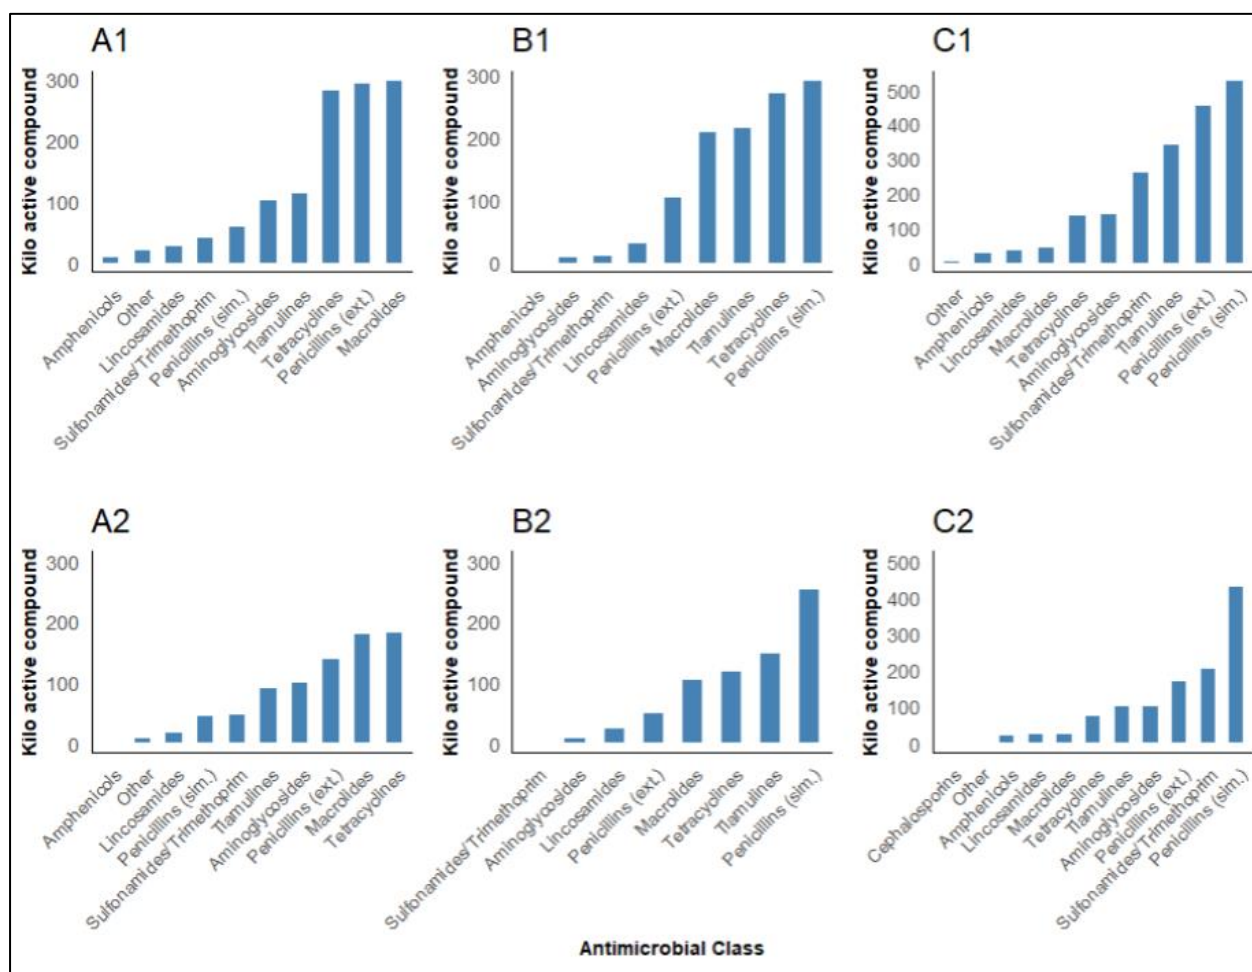 A1
Kilo active compound
300
200
100
0
Amphenicols
Other
Lincosamides
Sulfonamides/Trimethoprim
Penicillins (sim.)
Aminoglycosides
Tiamulines
Tetracyclines
Penicillins (ext.)
Macrolides
B1
Kilo active compound
300
200
100
0
Amphenicols
Aminoglycosides
Sulfonamides/Trimethoprim
Lincosamides
Penicillins (ext.)
Macrolides
Tiamulines
Tetracyclines
Penicillins (sim.)
C1
Kilo active compound
500
400
300
200
100
0
Other
Amphenicols
Lincosamides
Macrolides
Tetracyclines
Aminoglycosides
Sulfonamides/Trimethoprim
Tiamulines
Penicillins (ext.)
Penicillins (sim.)
A2
Kilo active compound
300
200
100
0
Amphenicols
Other
Lincosamides
Penicillins (sim.)
Sulfonamides/Trimethoprim
Tiamulines
Aminoglycosides
Penicillins (ext.)
Macrolides
Tetracyclines
B2
Kilo active compound
300
200
100
0
Sulfonamides/Trimethoprim
Aminoglycosides
Lincosamides
Penicillins (ext.)
Macrolides
Tetracyclines
Tiamulines
Penicillins (sim.)
C2
Kilo active compound
500
400
300
200
100
0
Cephalosporins
Other
Amphenicols
Lincosamides
Macrolides
Tetracyclines
Tiamulines
Aminoglycosides
Penicillins (ext.)
Sulfonamides/Trimethoprim
Penicillins (sim.)
Antimicrobial Class